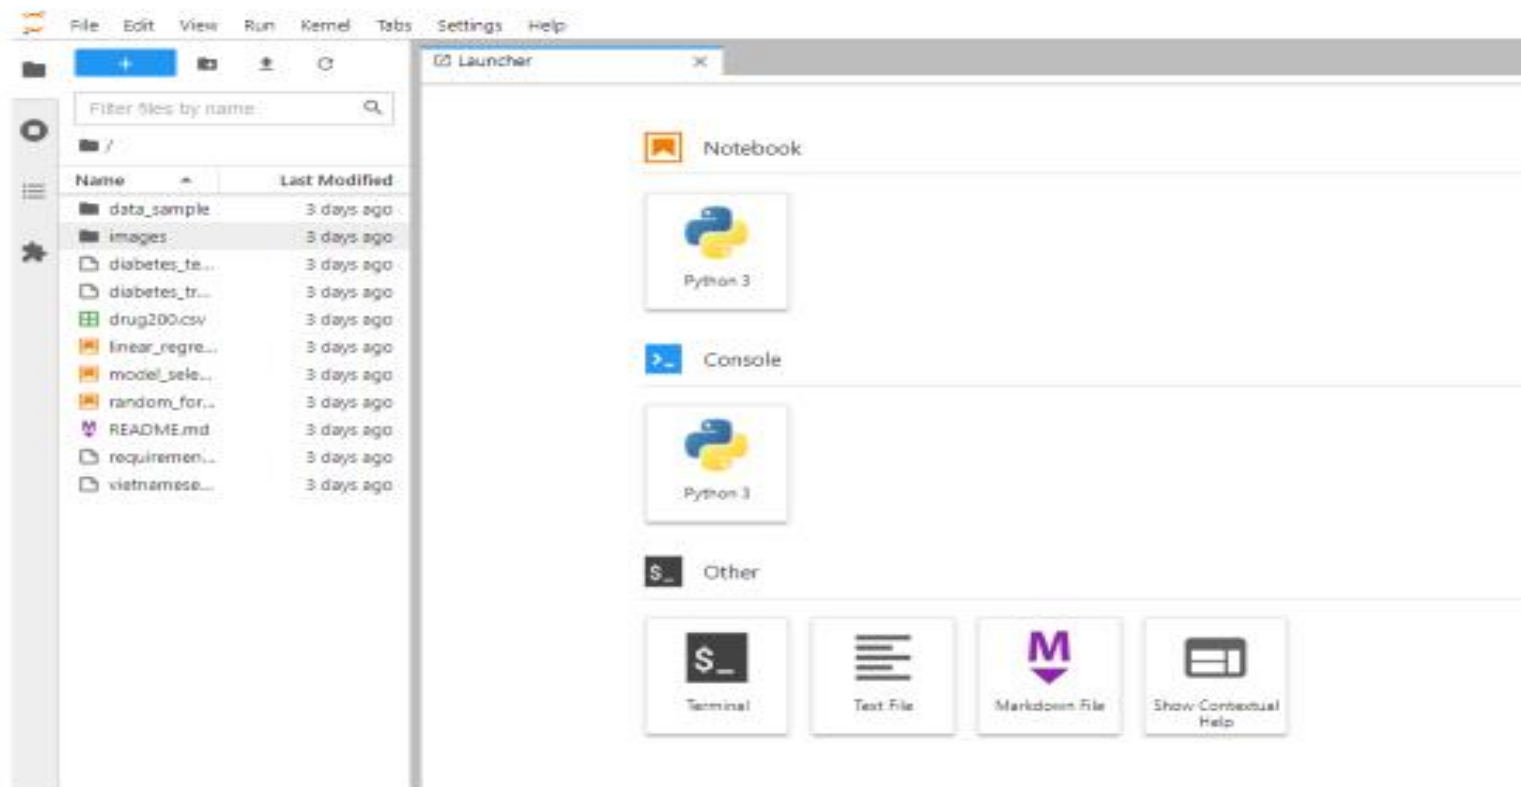 File Edit View Run Kernel Tabs Settings Help
Launcher
Filter files by name
/
Name Last Modified
data_sample 3 days ago
images 3 days ago
diabetes_te... 3 days ago
diabetes_tr... 3 days ago
drug200.csv 3 days ago
linear_regre... 3 days ago
model_sele... 3 days ago
random_for... 3 days ago
README.md 3 days ago
requiremen... 3 days ago
vietnamese... 3 days ago
Notebook
Python 3
Console
Python 3
$_ Other
$_
Terminal
Text File
M
Markdown File
Show Contextual
Help